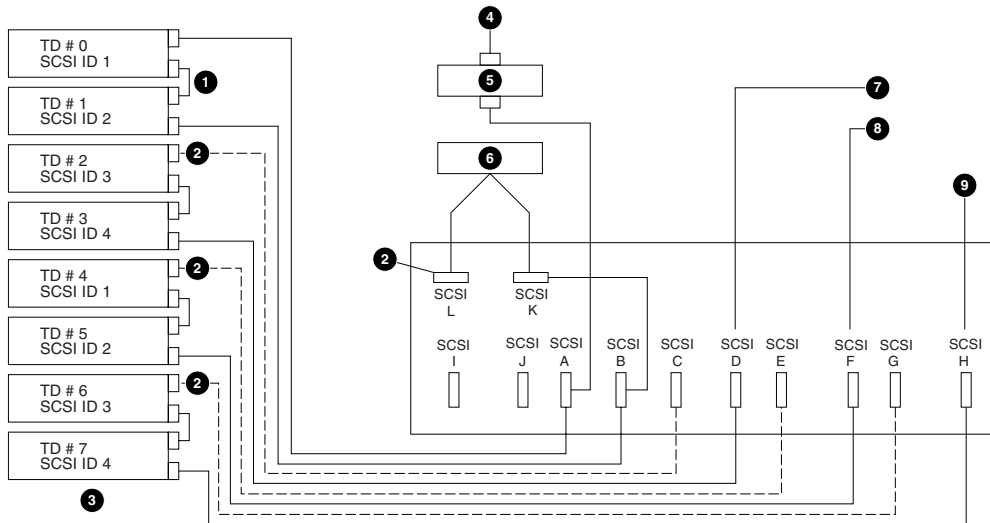 TD # 0
SCSI ID 1
1
TD # 1
SCSI ID 2
TD # 2
SCSI ID 3
2
TD # 3
SCSI ID 4
TD # 4
SCSI ID 1
2
TD # 5
SCSI ID 2
TD # 6
SCSI ID 3
2
TD # 7
SCSI ID 4
3
4
5
6
7
8
9
2
SCSI
L
SCSI
K
SCSI
I
SCSI
J
SCSI
A
SCSI
B
SCSI
C
SCSI
D
SCSI
E
SCSI
F
SCSI
G
SCSI
H